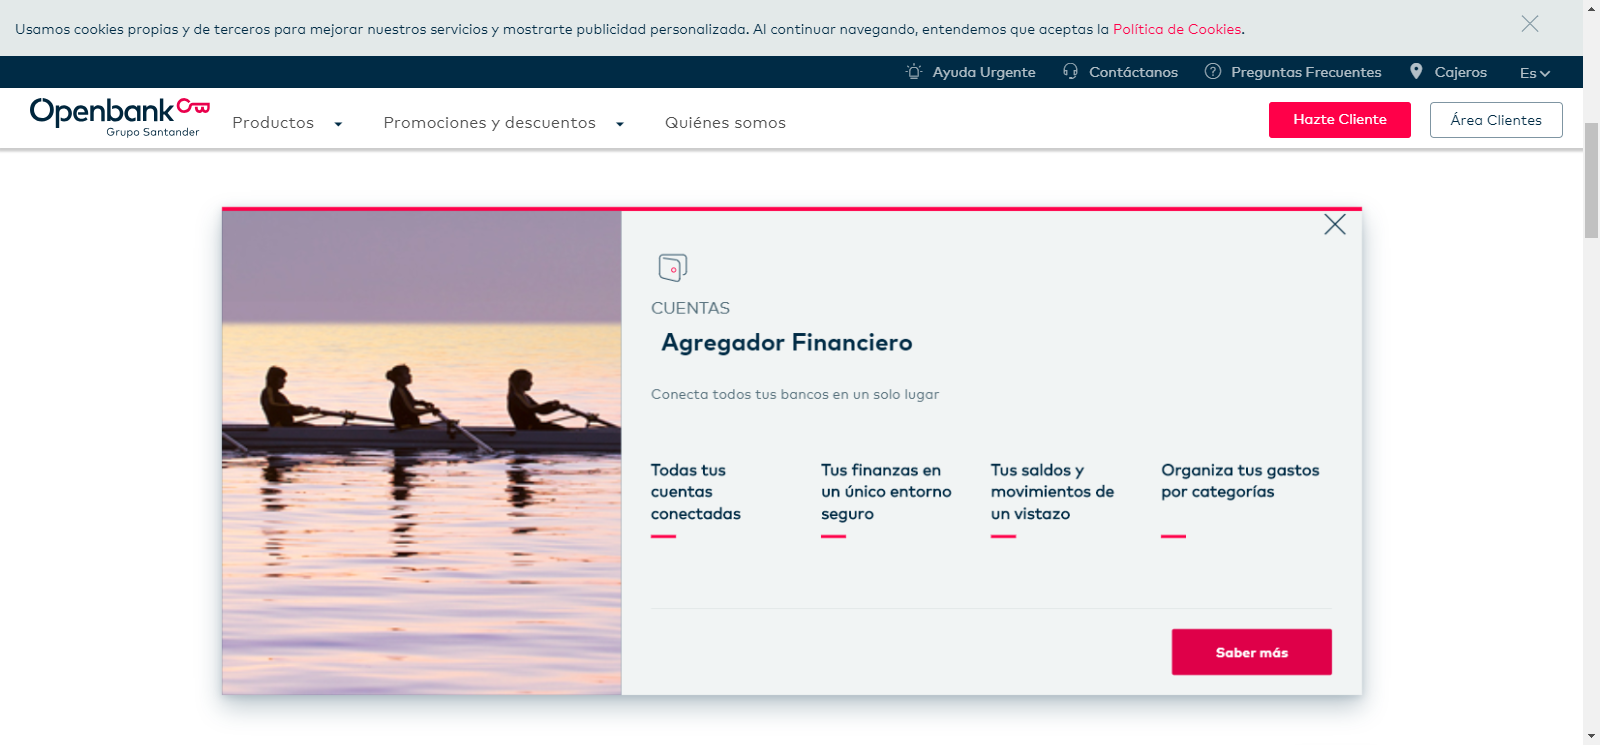 Usamos cookies propias y de terceros para mejorar nuestros servicios y mostrarte publicidad personalizada. Al continuar navegando, entendemos que aceptas la Política de Cookies.
Ayuda Urgente
Contáctanos
Preguntas Frecuentes
Cajeros
Es
Openbank
Grupo Santander
Productos
Promociones y descuentos
Quiénes somos
Hazte Cliente
Área Clientes
CUENTAS
Agregador Financiero
Conecta todos tus bancos en un solo lugar
Todas tus
cuentas
conectadas
Tus finanzas en
un único entorno
seguro
Tus saldos y
movimientos de
un vistazo
Organiza tus gastos
por categorías
Saber más